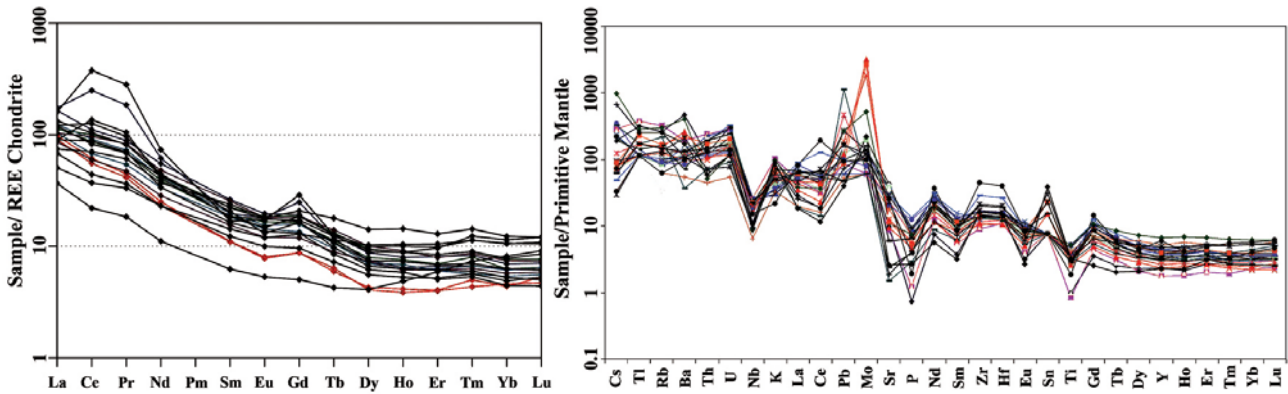 Sample/ REE Chondrite
1000
100
10
1
La Ce Pr Nd Pm Sm Eu Gd Tb Dy Ho Er Tm Yb Lu
Sample/Primitive Mantle
10000
1000
100
10
1
0.1
Cs Tl Rb Ba Th U Nb K La Ce Pb Mo Sr P Nd Sm Zr Hf Eu Sn Ti Gd Tb Dy Y Ho Er Tm Yb Lu